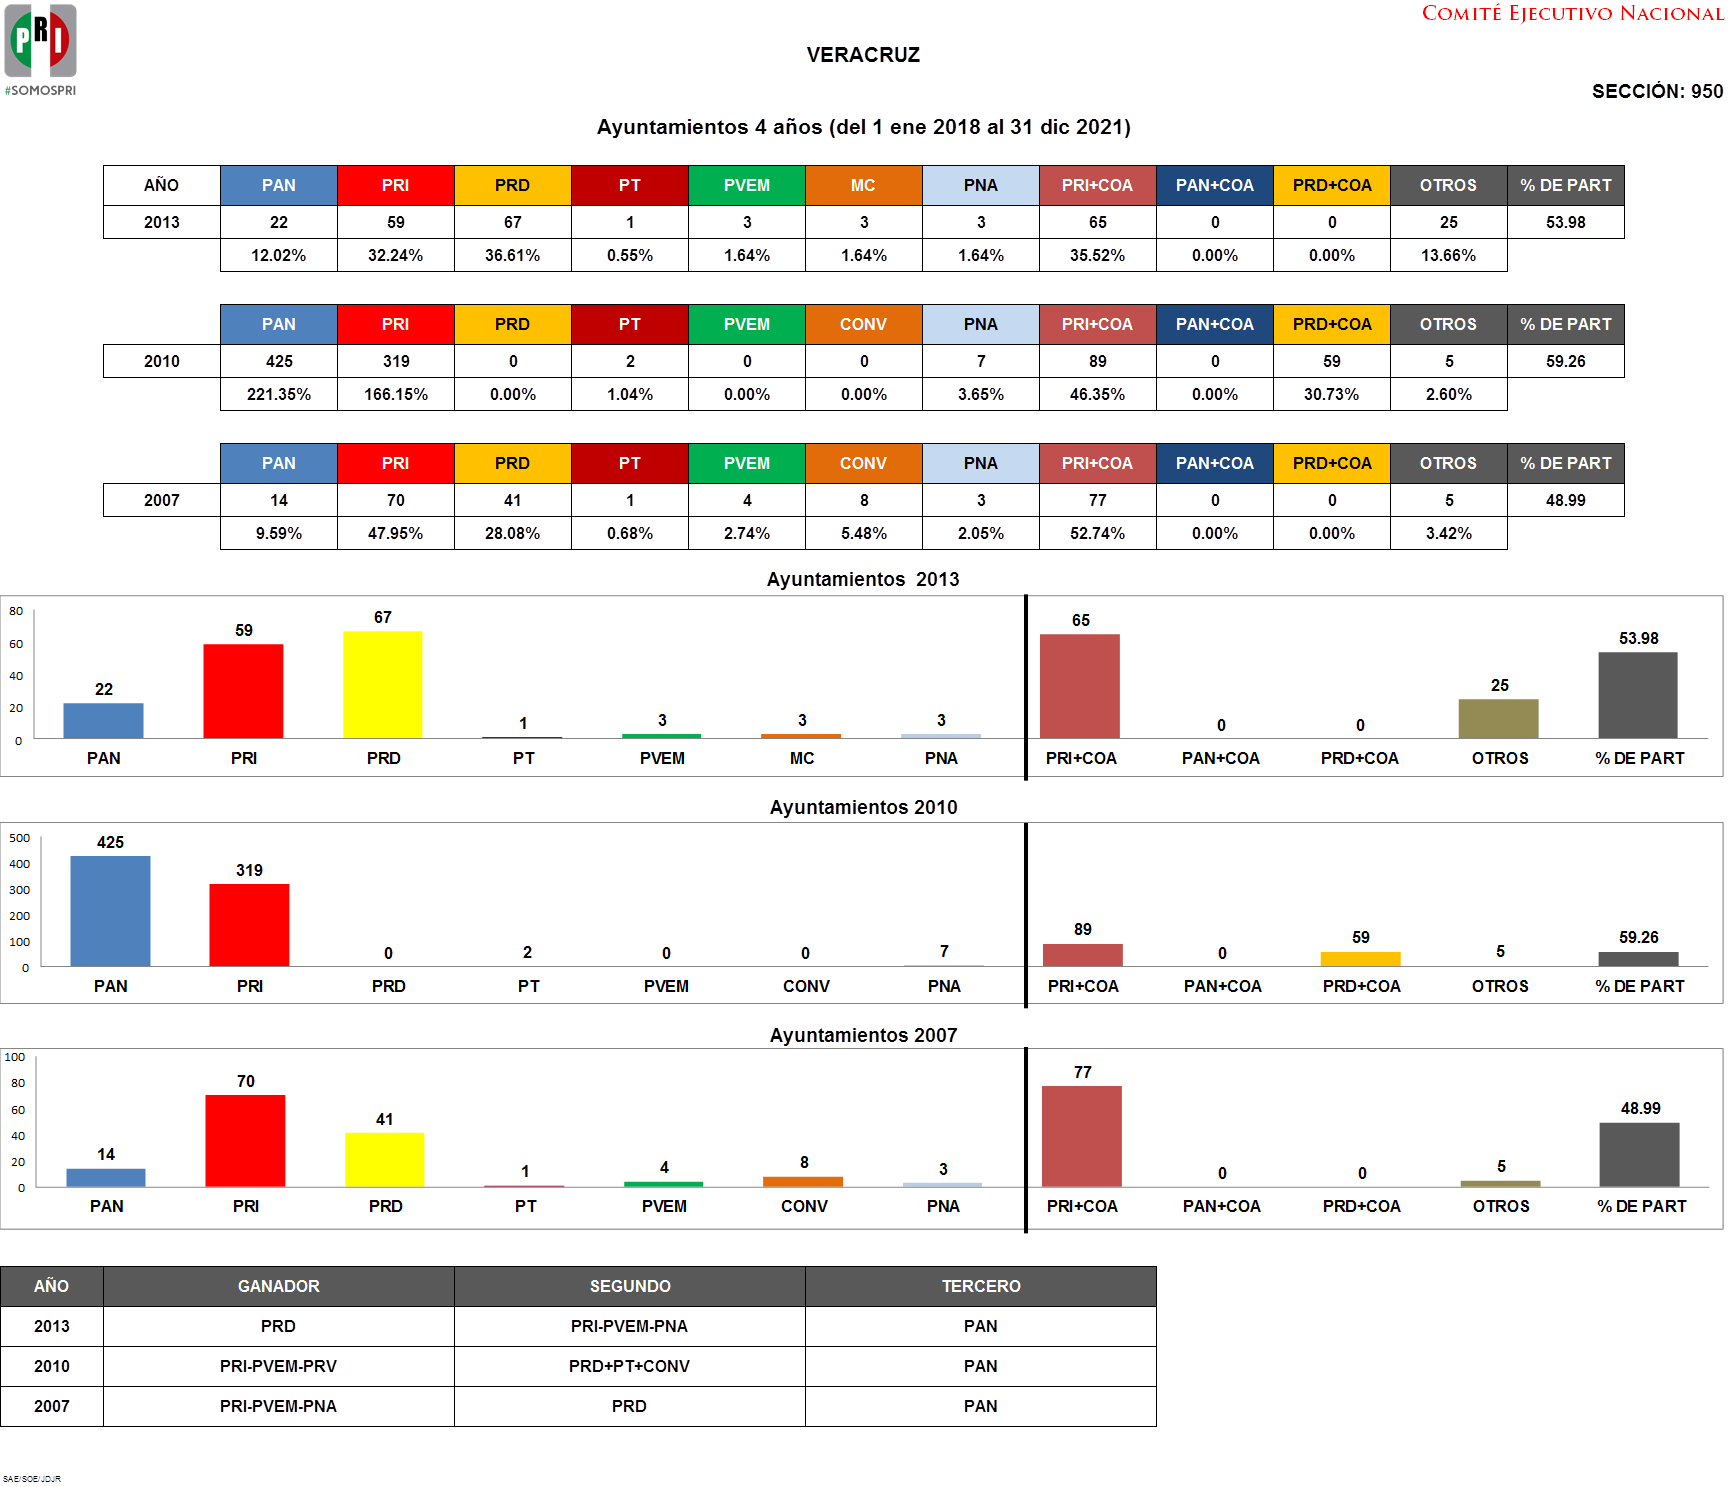 PRI
#SOMOSPRI
COMITÉ EJECUTIVO NACIONAL
VERACRUZ
SECCIÓN: 950
Ayuntamientos 4 años (del 1 ene 2018 al 31 dic 2021)
AÑO PAN PRI PRD PT PVEM MC PNA PRI+COA PAN+COA PRD+COA OTROS % DE PART
2013 22 59 67 1 3 3 3 65 0 0 25 53.98
12.02% 32.24% 36.61% 0.55% 1.64% 1.64% 1.64% 35.52% 0.00% 0.00% 13.66%
PAN PRI PRD PT PVEM CONV PNA PRI+COA PAN+COA PRD+COA OTROS % DE PART
2010 425 319 0 2 0 0 7 89 0 59 5 59.26
221.35% 166.15% 0.00% 1.04% 0.00% 0.00% 3.65% 46.35% 0.00% 30.73% 2.60%
PAN PRI PRD PT PVEM CONV PNA PRI+COA PAN+COA PRD+COA OTROS % DE PART
2007 14 70 41 1 4 8 3 77 0 0 5 48.99
9.59% 47.95% 28.08% 0.68% 2.74% 5.48% 2.05% 52.74% 0.00% 0.00% 3.42%
Ayuntamientos 2013
80
60
40
20
0
22 59 67 1 3 3 3 65 0 0 25 53.98
PAN PRI PRD PT PVEM MC PNA PRI+COA PAN+COA PRD+COA OTROS % DE PART
Ayuntamientos 2010
500
400
300
200
100
0
425 319 0 2 0 0 7 89 0 59 5 59.26
PAN PRI PRD PT PVEM CONV PNA PRI+COA PAN+COA PRD+COA OTROS % DE PART
Ayuntamientos 2007
100
80
60
40
20
0
14 70 41 1 4 8 3 77 0 0 5 48.99
PAN PRI PRD PT PVEM CONV PNA PRI+COA PAN+COA PRD+COA OTROS % DE PART
AÑO GANADOR SEGUNDO TERCERO
2013 PRD PRI-PVEM-PNA PAN
2010 PRI-PVEM-PRV PRD+PT+CONV PAN
2007 PRI-PVEM-PNA PRD PAN
SAE/SOE/JDJR